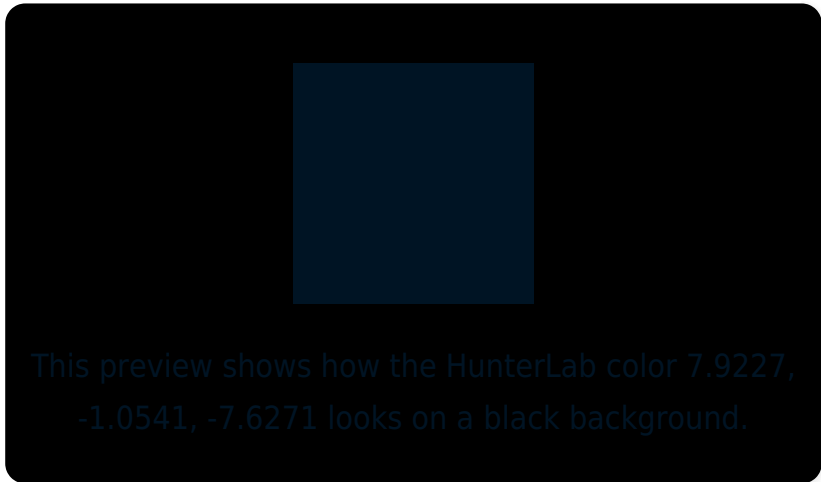 This preview shows how the HunterLab color 7.9227,
-1.0541, -7.6271 looks on a black background.